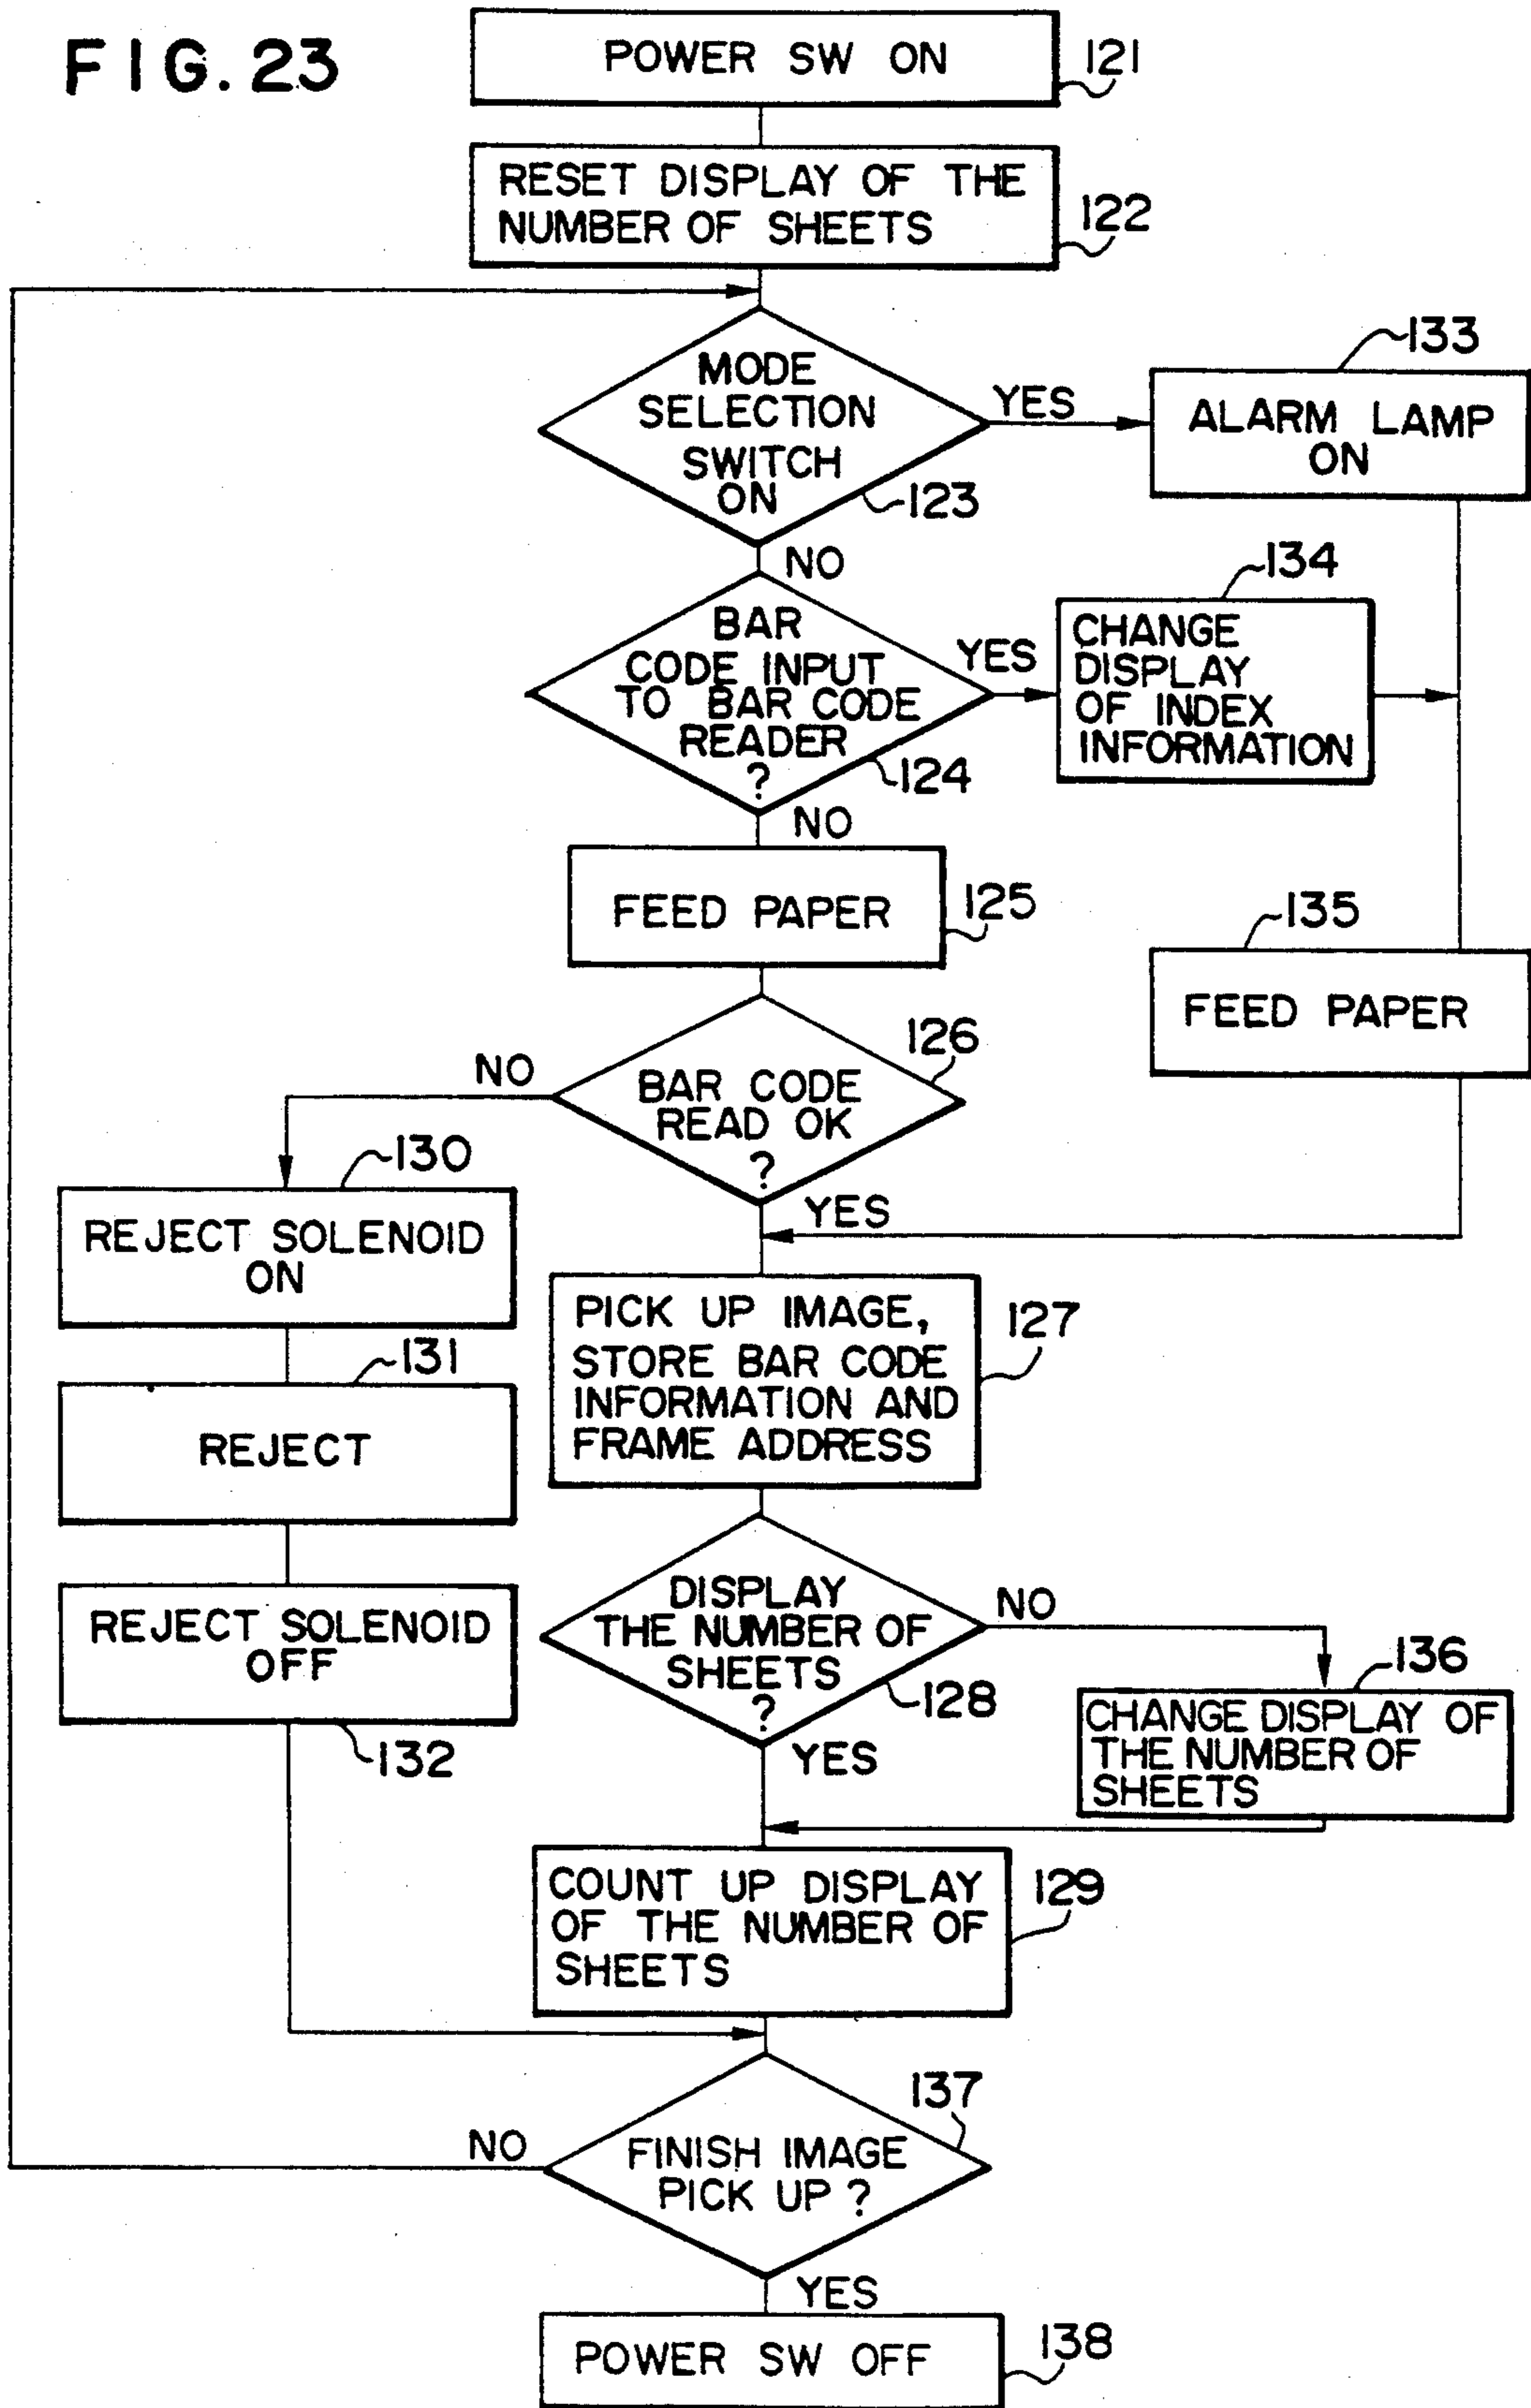 FIG. 23
POWER SW ON
121
RESET DISPLAY OF THE
NUMBER OF SHEETS
122
MODE
SELECTION
SWITCH
ON
123
YES
133
ALARM LAMP
ON
NO
BAR
CODE INPUT
TO BAR CODE
READER
?
124
YES
134
CHANGE
DISPLAY
OF INDEX
INFORMATION
NO
FEED PAPER
125
135
FEED PAPER
126
BAR CODE
READ OK
?
NO
YES
130
REJECT SOLENOID
ON
131
REJECT
REJECT SOLENOID
OFF
132
PICK UP IMAGE,
STORE BAR CODE
INFORMATION AND
FRAME ADDRESS
127
DISPLAY
THE NUMBER OF
SHEETS
?
128
NO
136
CHANGE DISPLAY OF
THE NUMBER OF
SHEETS
YES
COUNT UP DISPLAY
OF THE NUMBER OF
SHEETS
129
137
FINISH IMAGE
PICK UP ?
NO
YES
POWER SW OFF
138